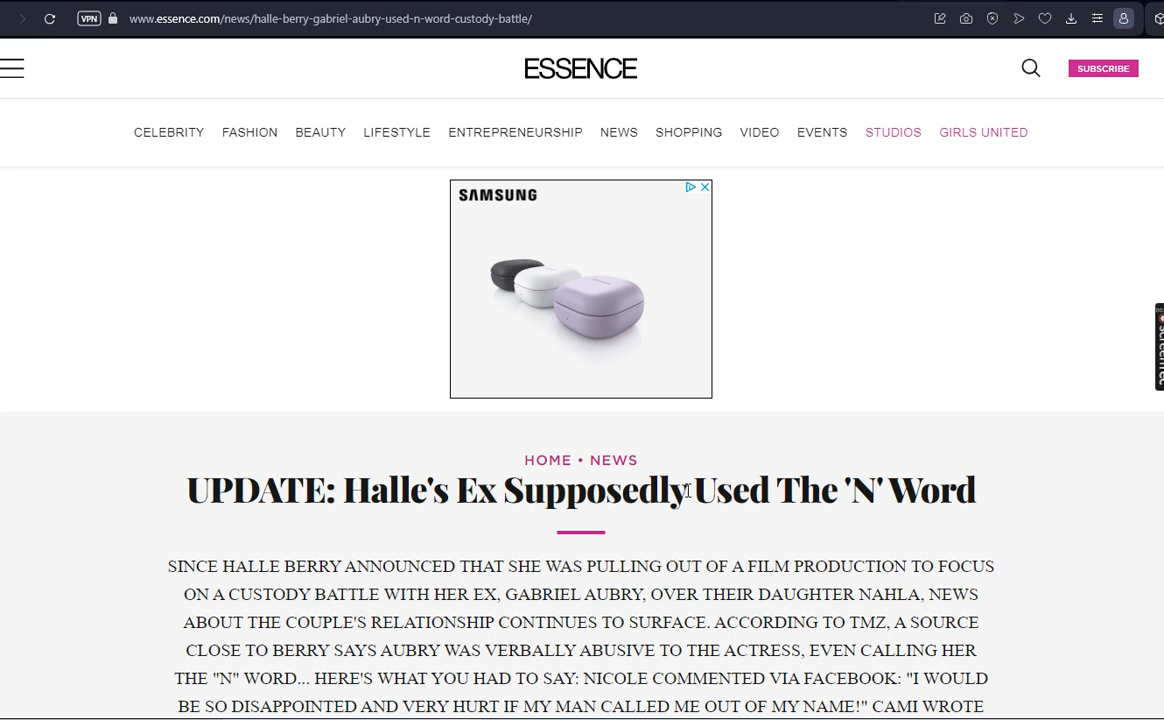 VPN
www.essence.com/news/halle-berry-gabriel-aubry-used-n-word-custody-battle/
ESSENCE
SUBSCRIBE
CELEBRITY FASHION BEAUTY LIFESTYLE ENTREPRENEURSHIP NEWS SHOPPING VIDEO EVENTS STUDIOS GIRLS UNITED
SAMSUNG
HOME • NEWS
UPDATE: Halle's Ex Supposedly Used The 'N' Word
SINCE HALLE BERRY ANNOUNCED THAT SHE WAS PULLING OUT OF A FILM PRODUCTION TO FOCUS
ON A CUSTODY BATTLE WITH HER EX, GABRIEL AUBRY, OVER THEIR DAUGHTER NAHLA, NEWS
ABOUT THE COUPLE'S RELATIONSHIP CONTINUES TO SURFACE. ACCORDING TO TMZ, A SOURCE
CLOSE TO BERRY SAYS AUBRY WAS VERBALLY ABUSIVE TO THE ACTRESS, EVEN CALLING HER
THE "N" WORD... HERE'S WHAT YOU HAD TO SAY: NICOLE COMMENTED VIA FACEBOOK: "I WOULD
BE SO DISAPPOINTED AND VERY HURT IF MY MAN CALLED ME OUT OF MY NAME!" CAMI WROTE